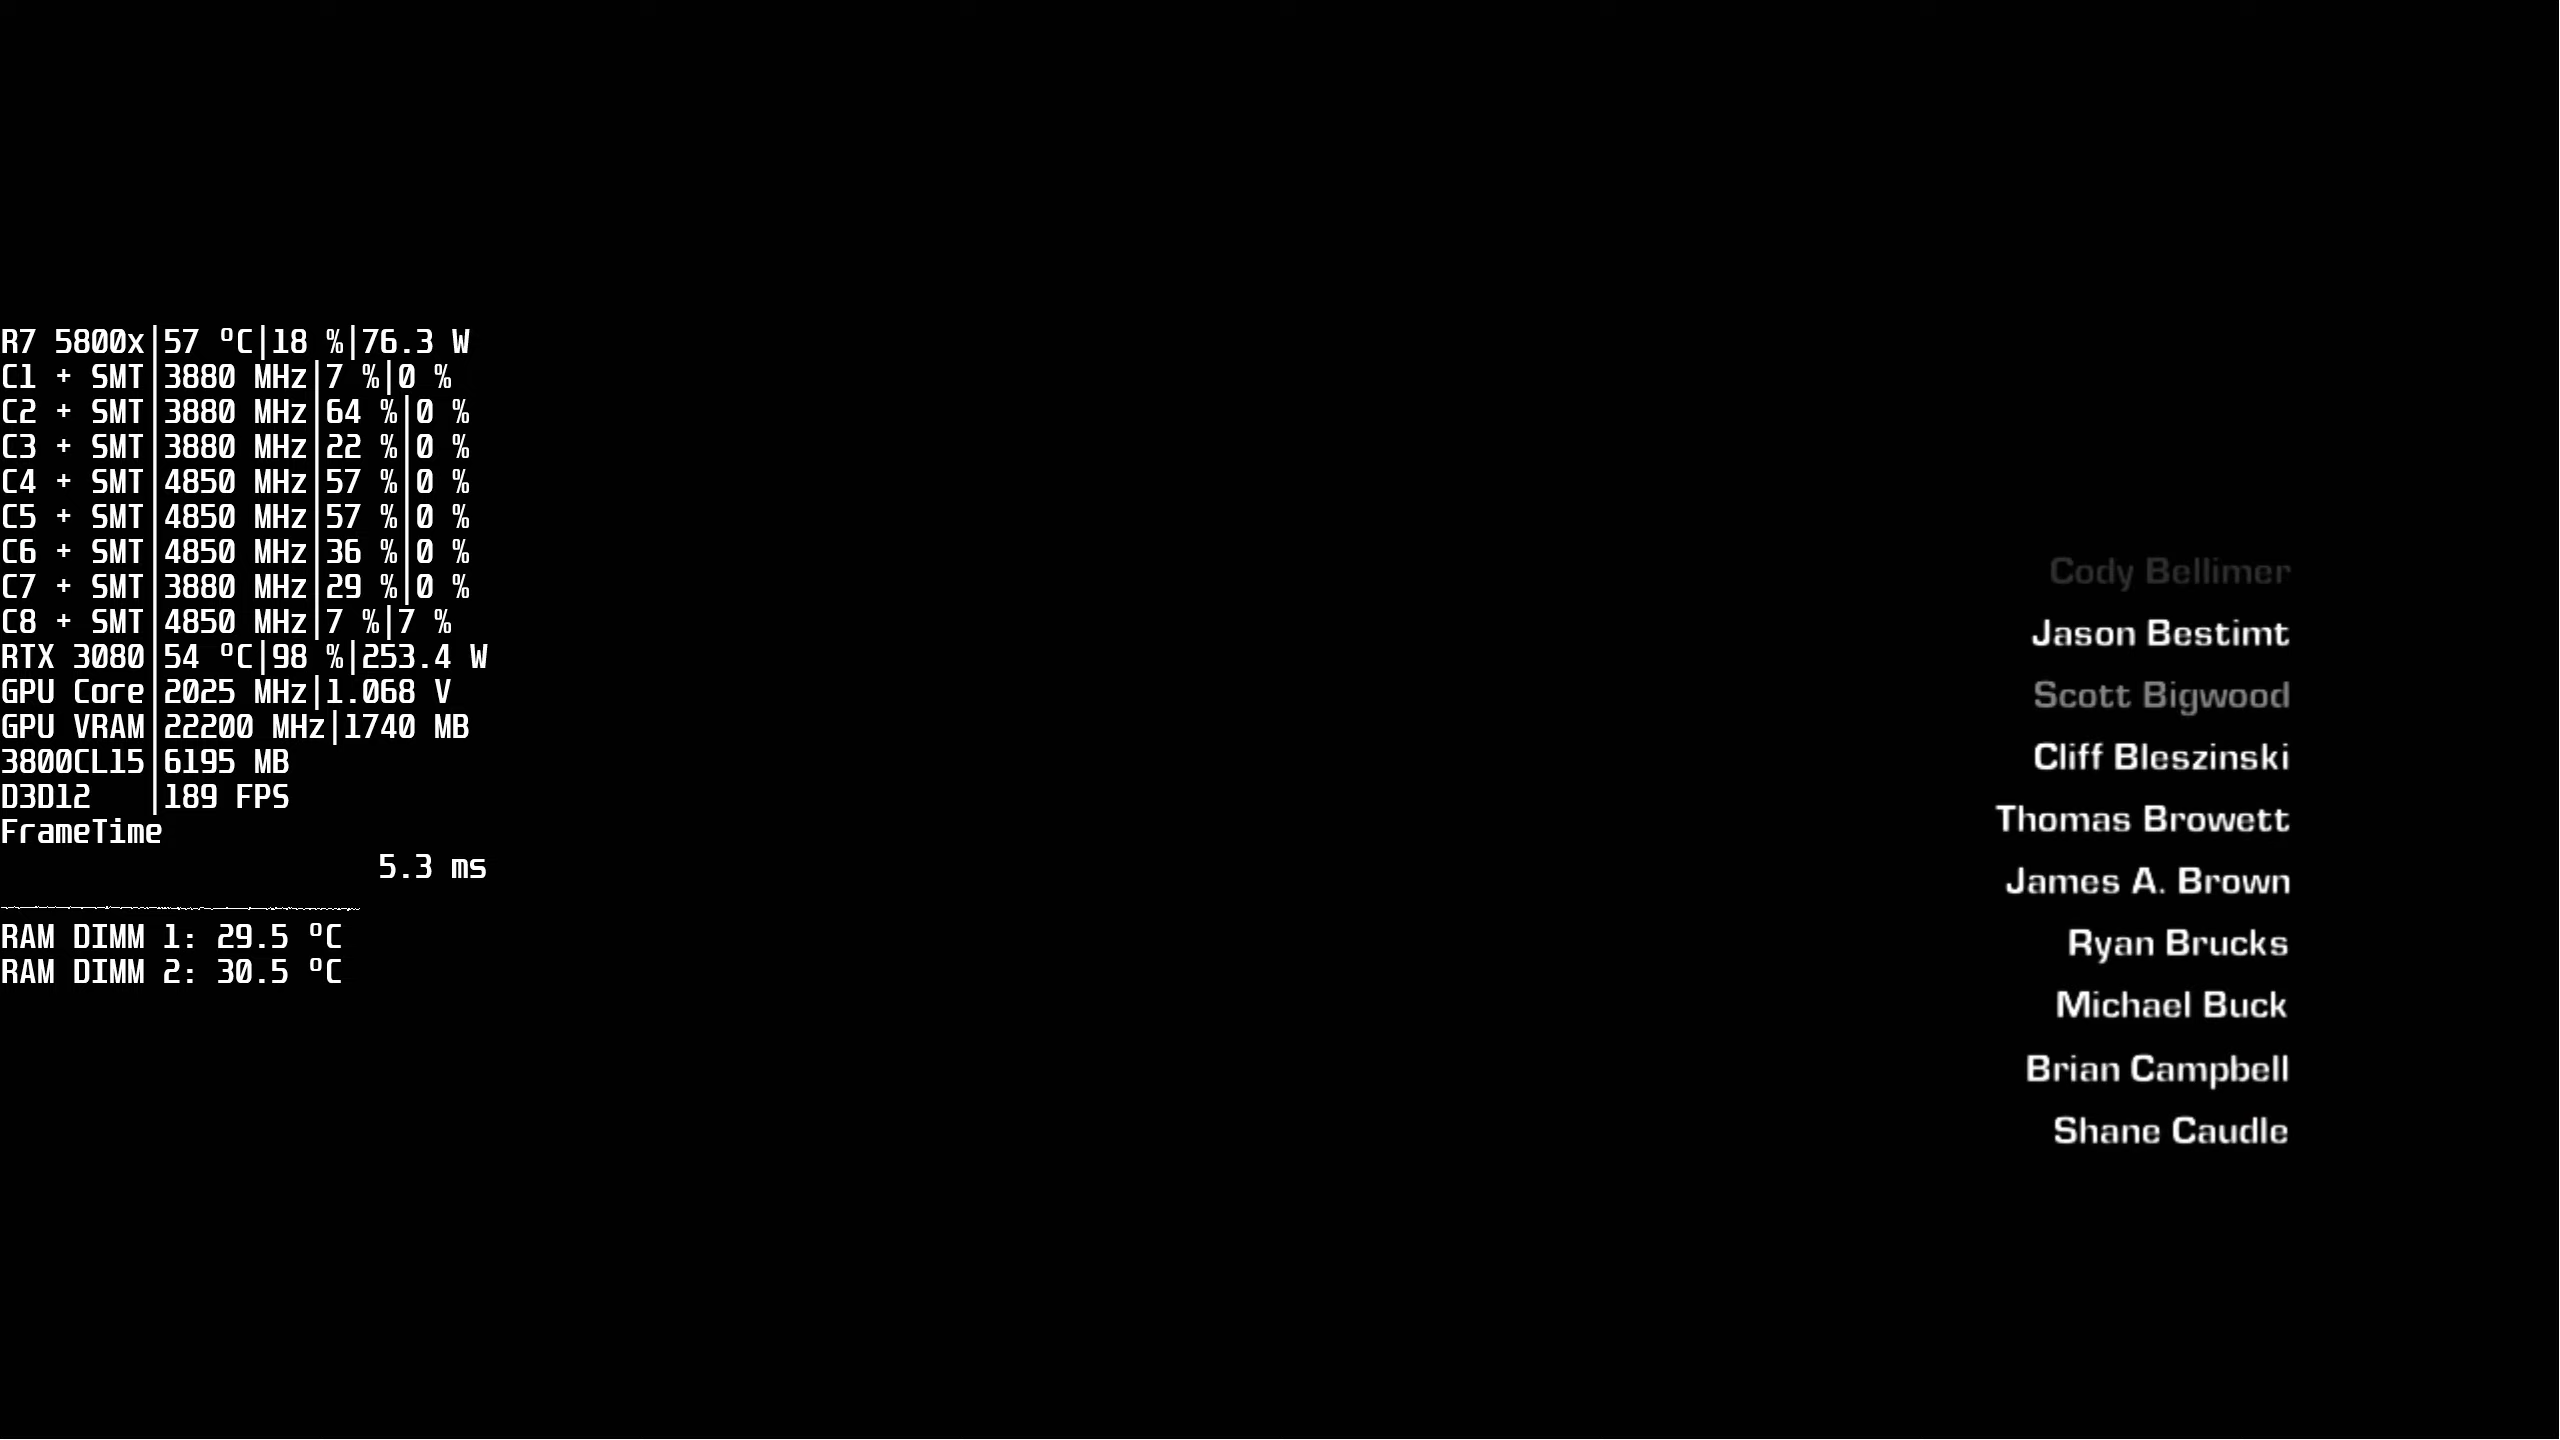 R7 5800x|57 ºC|18 %|76.3 W
C1 + SMT|3880 MHz|7 %|0 %
C2 + SMT|3880 MHz|64 %|0 %
C3 + SMT|3880 MHz|22 %|0 %
C4 + SMT|4850 MHz|57 %|0 %
C5 + SMT|4850 MHz|57 %|0 %
C6 + SMT|4850 MHz|36 %|0 %
C7 + SMT|3880 MHz|29 %|0 %
C8 + SMT|4850 MHz|7 %|7 %
RTX 3080|54 ºC|98 %|253.4 W
GPU Core|2025 MHz|1.068 V
GPU VRAM|22200 MHz|1740 MB
3800CL15|6195 MB
D3D12   |189 FPS
FrameTime
5.3 ms
RAM DIMM 1: 29.5 ºC
RAM DIMM 2: 30.5 ºC
Cody Bellimer
Jason Bestimt
Scott Bigwood
Cliff Bleszinski
Thomas Browett
James A. Brown
Ryan Brucks
Michael Buck
Brian Campbell
Shane Caudle